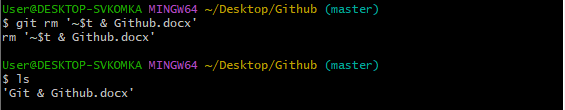 User@DESKTOP-SVKOMKA MINGW64 ~/Desktop/Github (master)
$ git rm '~$t & Github.docx'
rm '~$t & Github.docx'
User@DESKTOP-SVKOMKA MINGW64 ~/Desktop/Github (master)
$ ls
'Git & Github.docx'